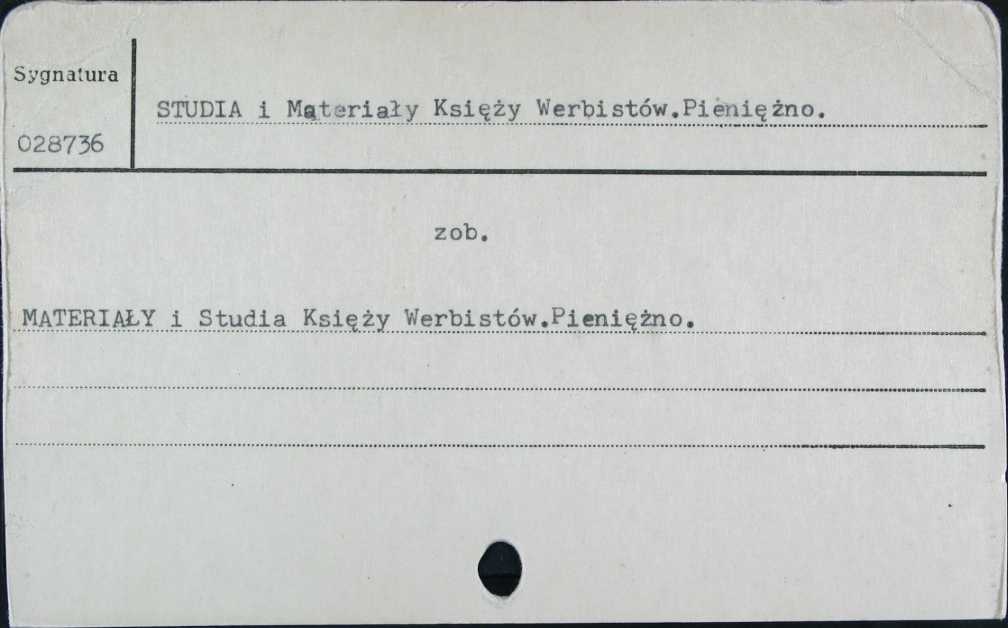 Sygnatura
STUDIA i Materiały Księży Werbistów.Pieniężno.
028736
zob.
MATERIAŁY i Studia Księży Werbistów.Pieniężno.